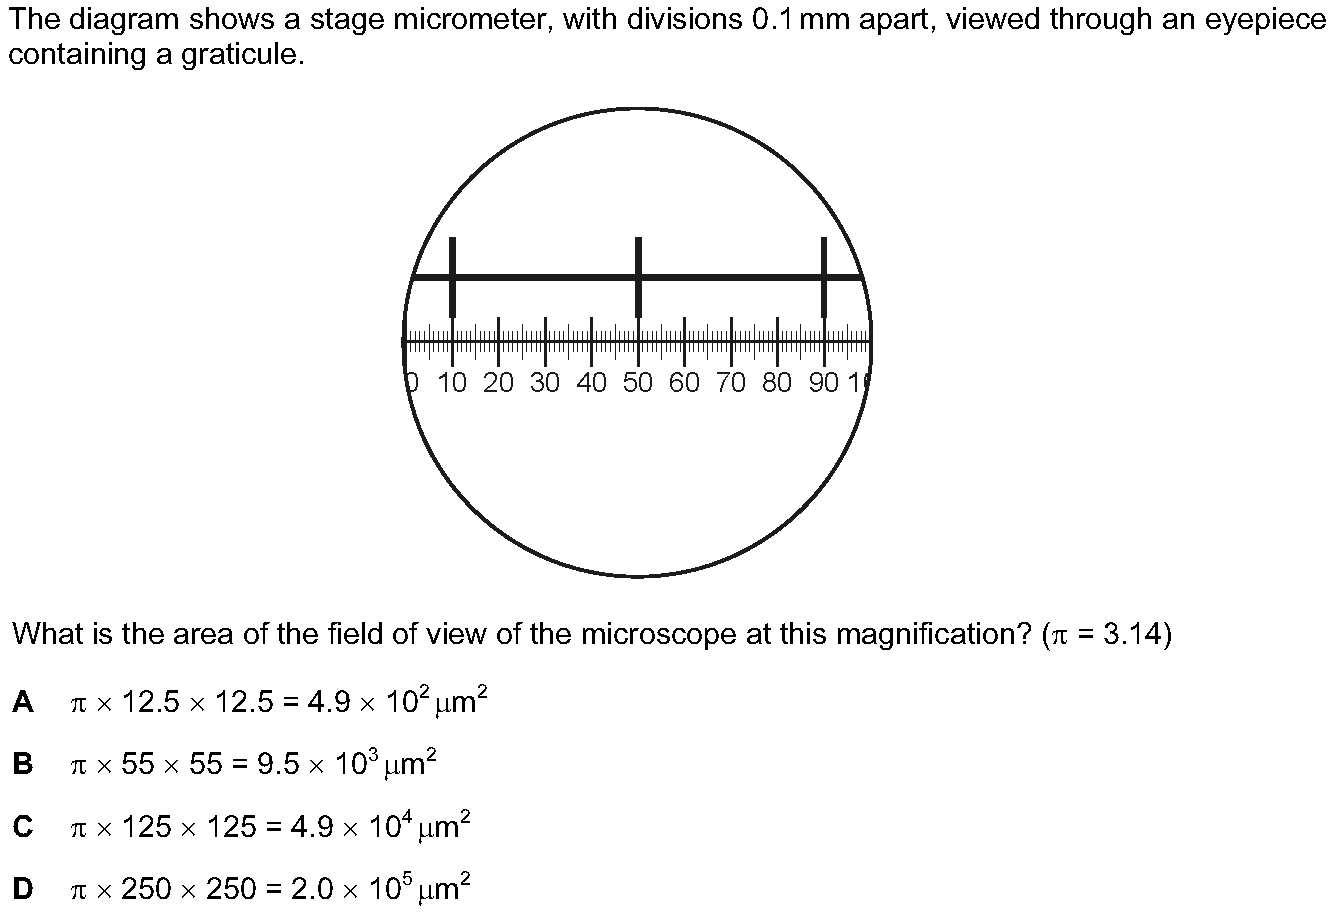 The diagram shows a stage micrometer, with divisions 0.1 mm apart, viewed through an eyepiece
containing a graticule.
0 10 20 30 40 50 60 70 80 90 10
What is the area of the field of view of the microscope at this magnification? (π = 3.14)
A π × 12.5 × 12.5 = 4.9 × 10² μm²
B π × 55 × 55 = 9.5 × 10³ μm²
C π × 125 × 125 = 4.9 × 10⁴ μm²
D π × 250 × 250 = 2.0 × 10⁵ μm²